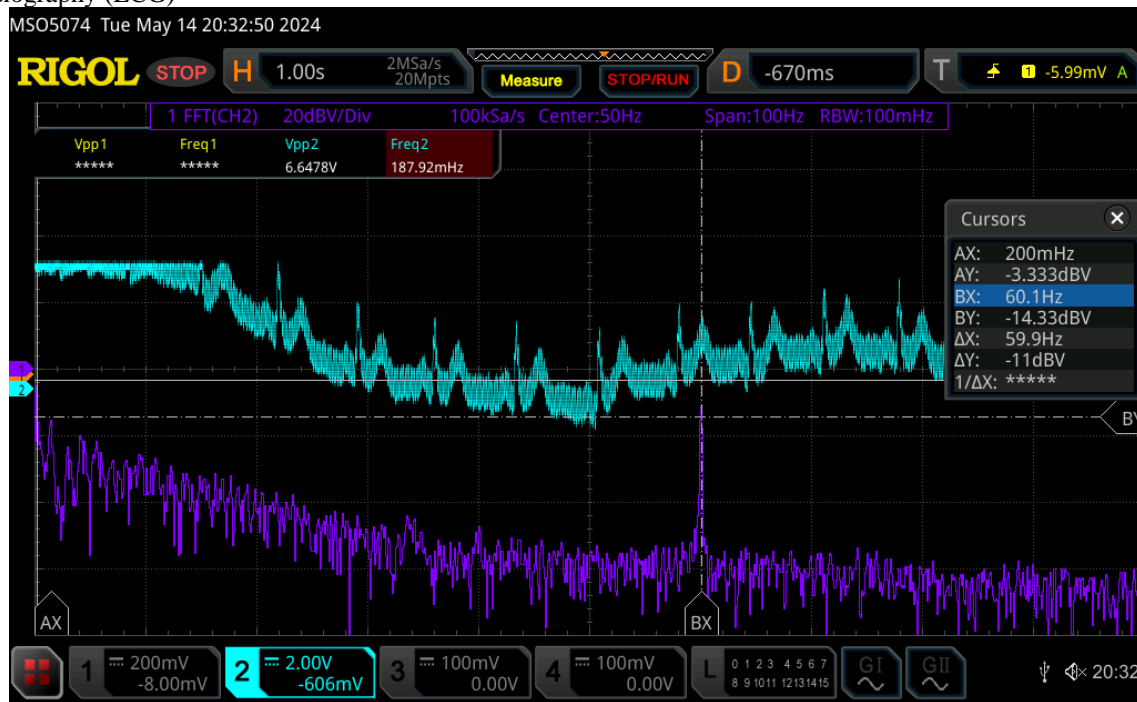 MSO5074 Tue May 14 20:32:50 2024
RIGOL STOP H 1.00s 2MSa/s 20Mpts Measure STOP/RUN D -670ms T 1 -5.99mV A
1 FFT(CH2) 20dBV/Div 100kSa/s Center:50Hz Span:100Hz RBW:100mHz
Vpp1 Freq1 Vpp2 Freq2
***** ***** 6.6478V 187.92mHz
Cursors
AX: 200mHz
AY: -3.333dBV
BX: 60.1Hz
BY: -14.33dBV
ΔX: 59.9Hz
ΔY: -11dBV
1/ΔX: *****
1
2
BY
AX BX
1 200mV -8.00mV 2 2.00V -606mV 3 100mV 0.00V 4 100mV 0.00V L 0 1 2 3 4 5 6 7 8 9 10 11 12 13 14 15 GI GII 20:32